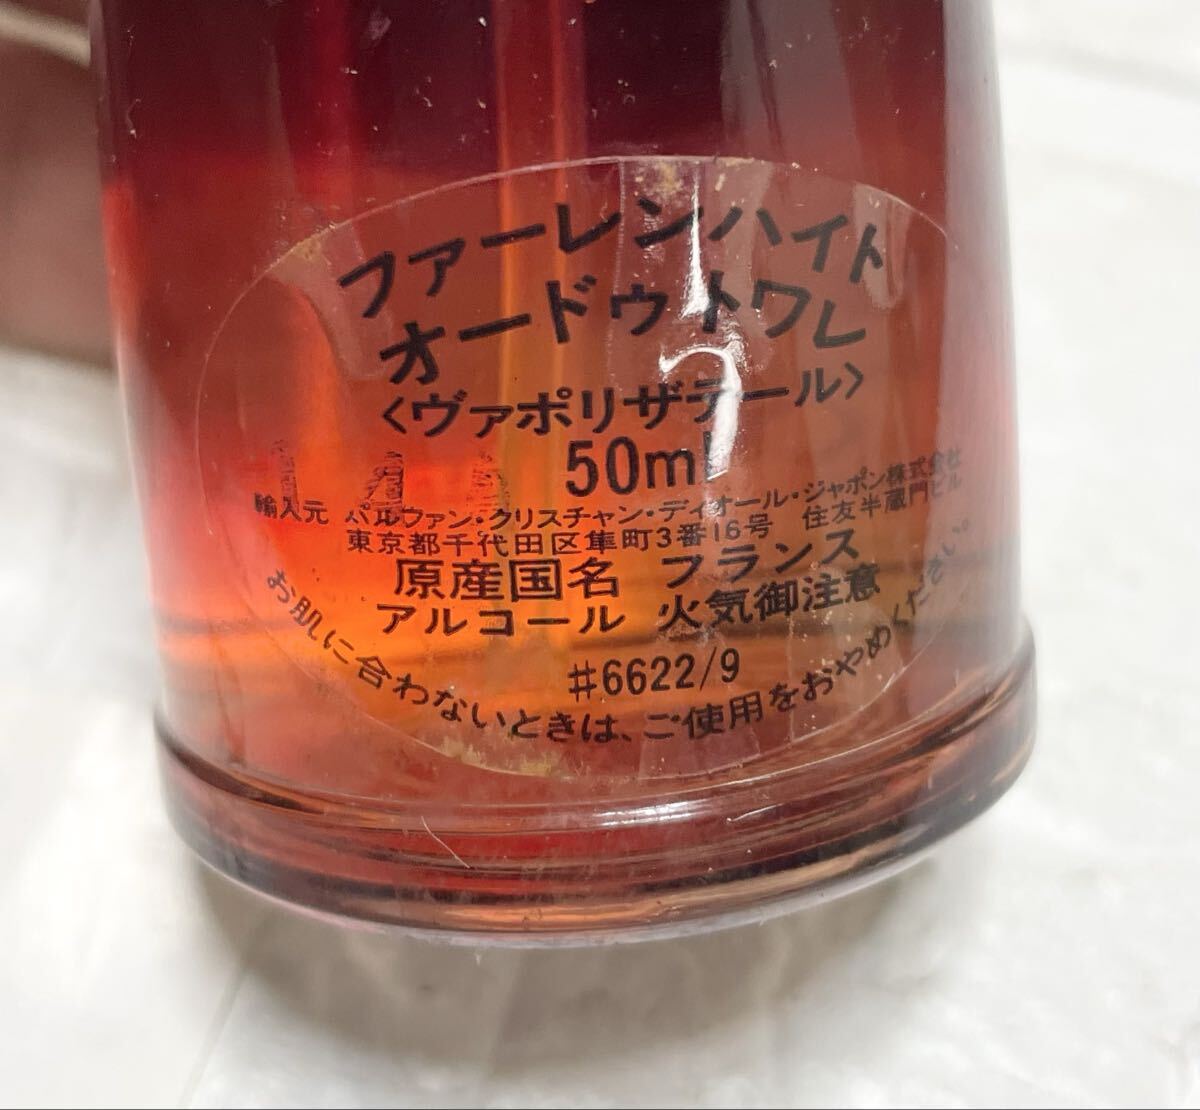 ファーレンハイト
オードゥトワレ
〈ヴァポリザテール〉
50ml
輸入元 パルファン・クリスチャン・ディオール・ジャポン株式会社
東京都千代田区隼町3番16号 住友半蔵門ビル
原産国名 フランス
アルコール 火気御注意
#6622/9
お肌に合わないときは、ご使用をおやめください。